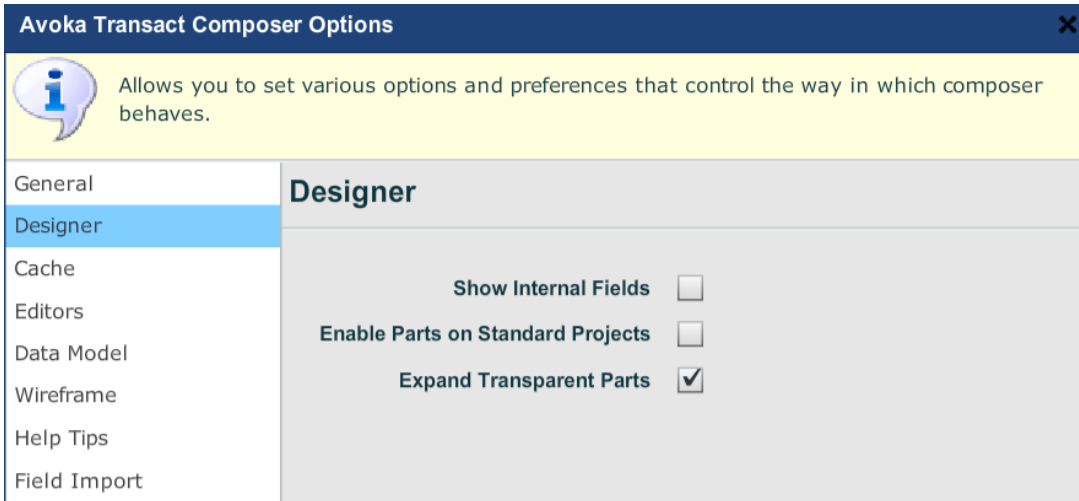 Avoka Transact Composer Options
Allows you to set various options and preferences that control the way in which composer
behaves.
General
Designer
Cache
Editors
Data Model
Wireframe
Help Tips
Field Import
Designer
Show Internal Fields
Enable Parts on Standard Projects
Expand Transparent Parts